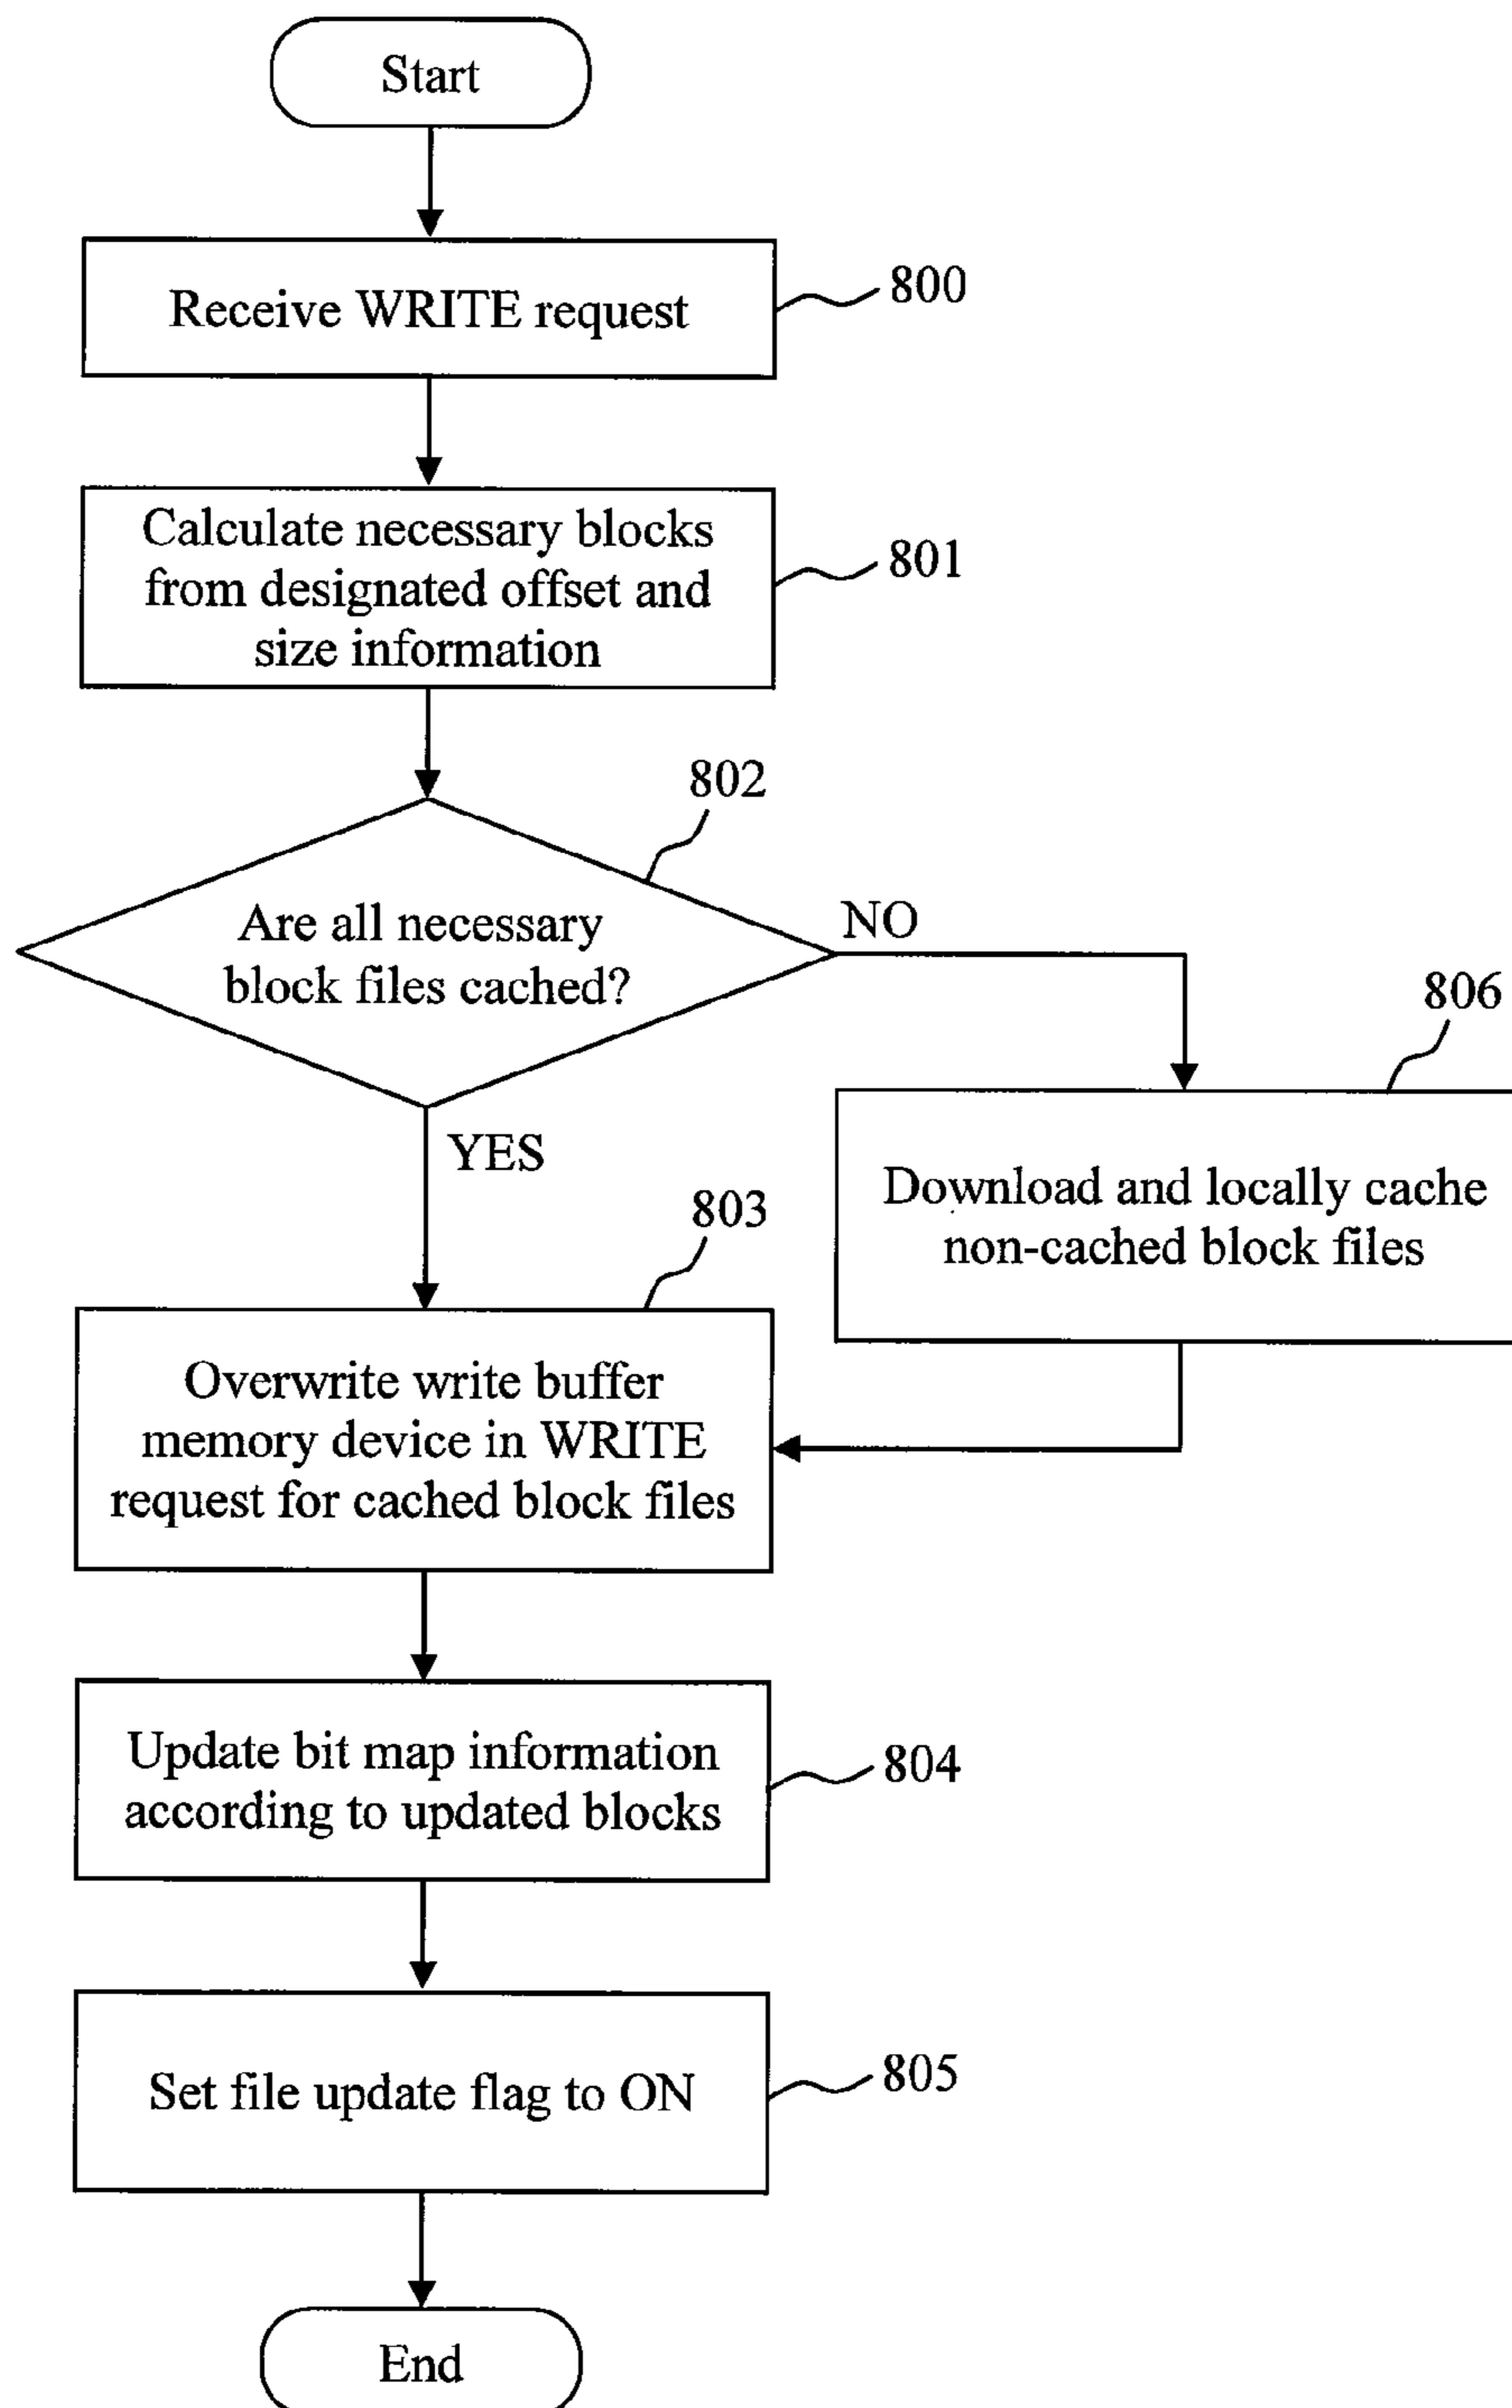 Start
Receive WRITE request
800
Calculate necessary blocks
from designated offset and
size information
801
802
Are all necessary
block files cached?
NO
YES
806
Download and locally cache
non-cached block files
803
Overwrite write buffer
memory device in WRITE
request for cached block files
Update bit map information
according to updated blocks
804
Set file update flag to ON
805
End